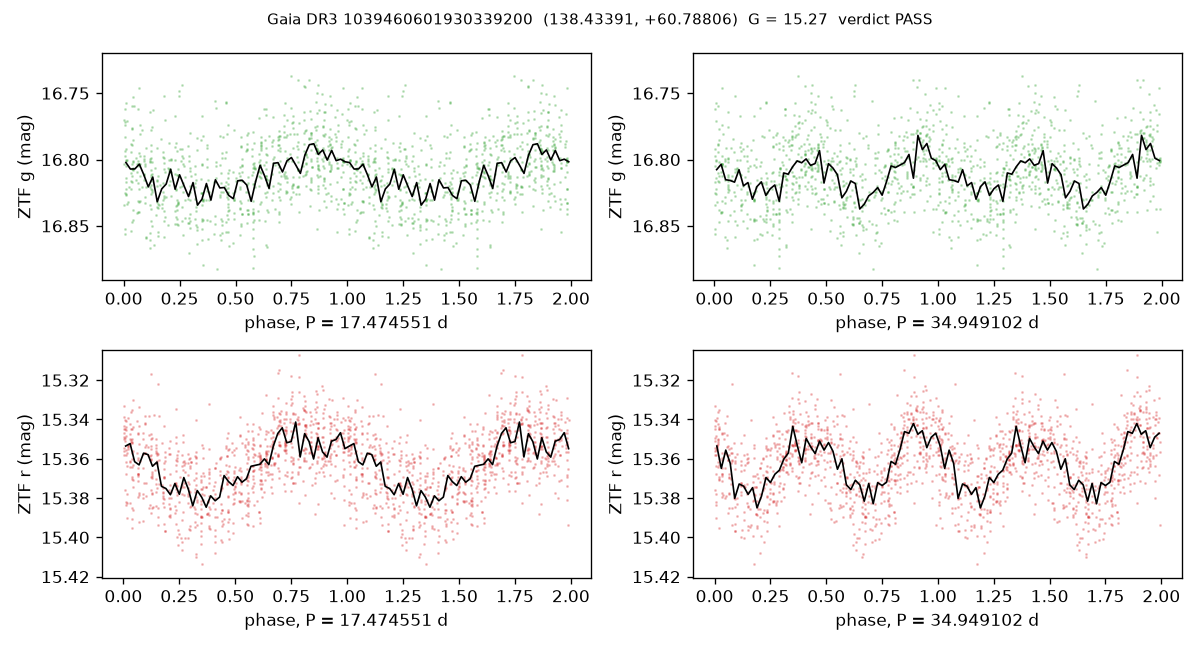 Gaia DR3 1039460601930339200 (138.43391, +60.78806) G = 15.27 verdict PASS
ZTF g (mag)
16.75
16.80
16.85
0.00 0.25 0.50 0.75 1.00 1.25 1.50 1.75 2.00
phase, P = 17.474551 d
ZTF g (mag)
16.75
16.80
16.85
0.00 0.25 0.50 0.75 1.00 1.25 1.50 1.75 2.00
phase, P = 34.949102 d
ZTF r (mag)
15.32
15.34
15.36
15.38
15.40
15.42
0.00 0.25 0.50 0.75 1.00 1.25 1.50 1.75 2.00
phase, P = 17.474551 d
ZTF r (mag)
15.32
15.34
15.36
15.38
15.40
15.42
0.00 0.25 0.50 0.75 1.00 1.25 1.50 1.75 2.00
phase, P = 34.949102 d